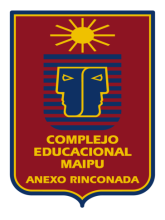 COMPLEJO
EDUCACIONAL
MAIPU
ANEXO RINCONADA